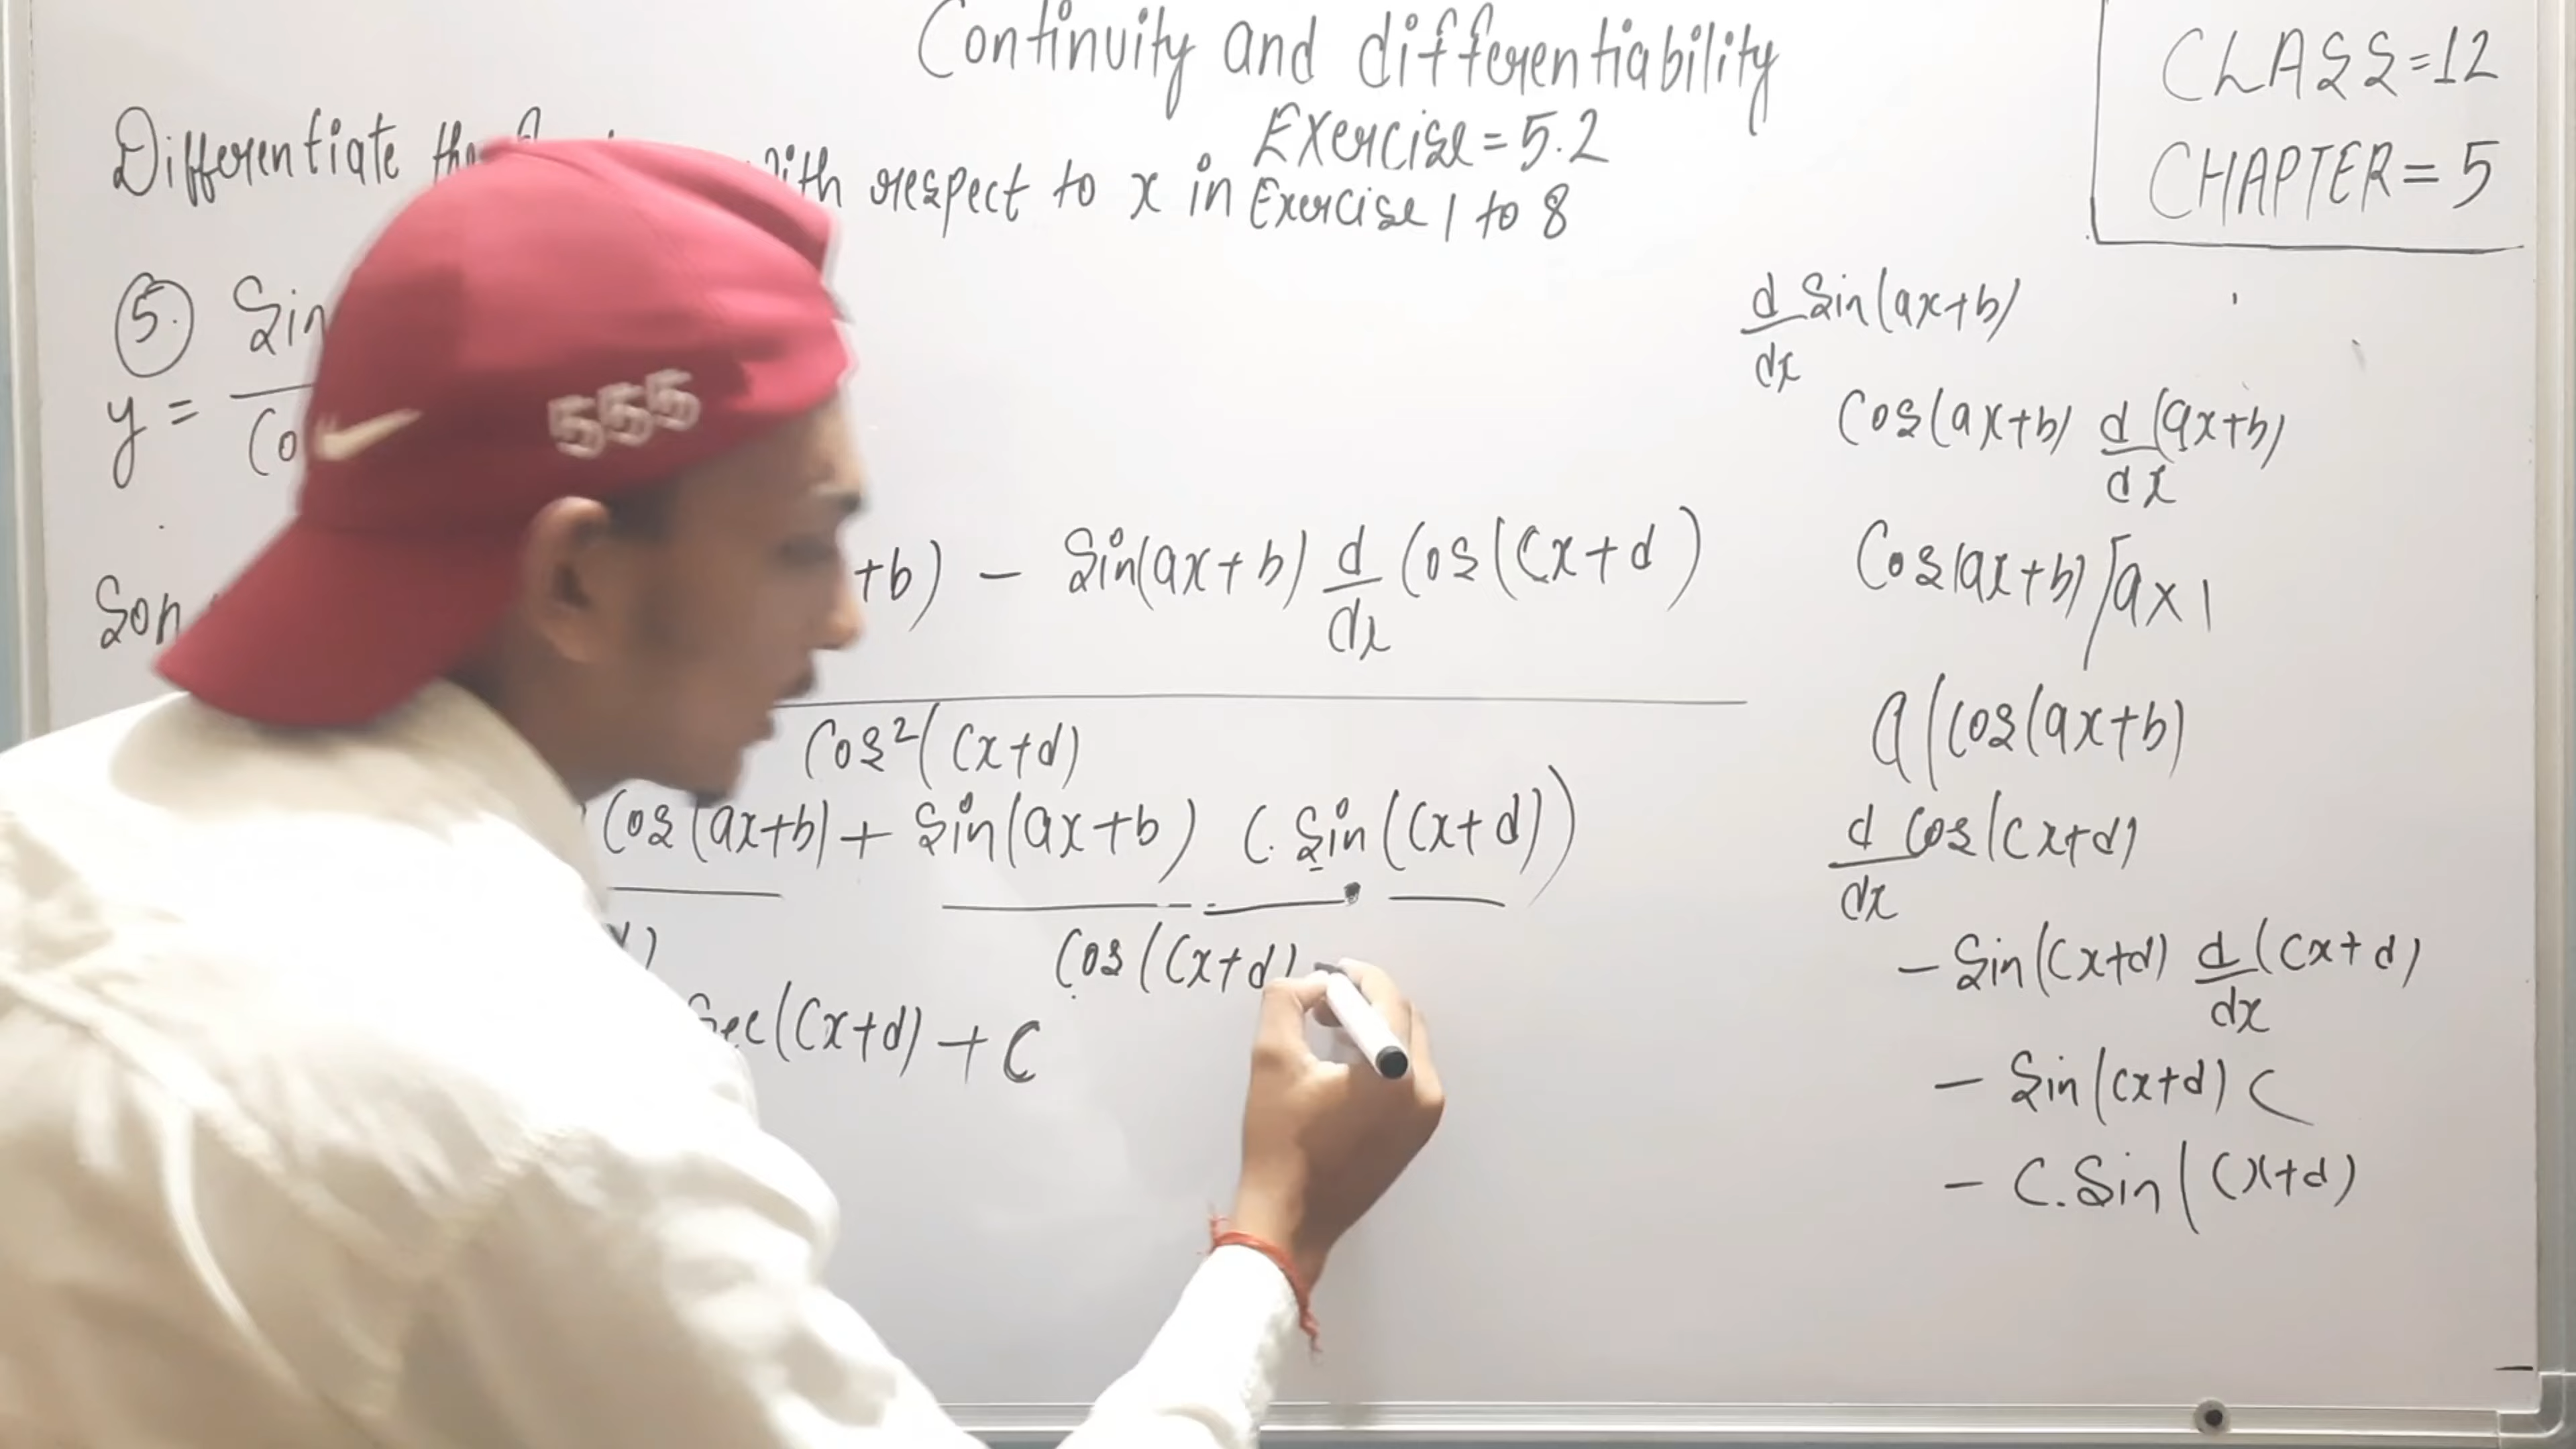 Continuity and differentiability
CLASS=12
CHAPTER=5
Exercise=5.2
Differentiate with respect to x in Exercise 1 to 8
5. Sin
y =
555
Son
+b) - Sin(ax+b) d/dx Cos(Cx+d)
Cos²(Cx+d)
Cos(ax+b) + Sin(ax+b) C.Sin(Cx+d))
Cos(Cx+d)
Sec(Cx+d) + C
d/dx Sin(ax+b)
Cos(ax+b) d/dx (ax+b)
Cos(ax+b) [a×1
a(Cos(ax+b)
d/dx Cos(Cx+d)
- Sin(Cx+d) d/dx (Cx+d)
- Sin(Cx+d) C
- C.Sin(Cx+d)